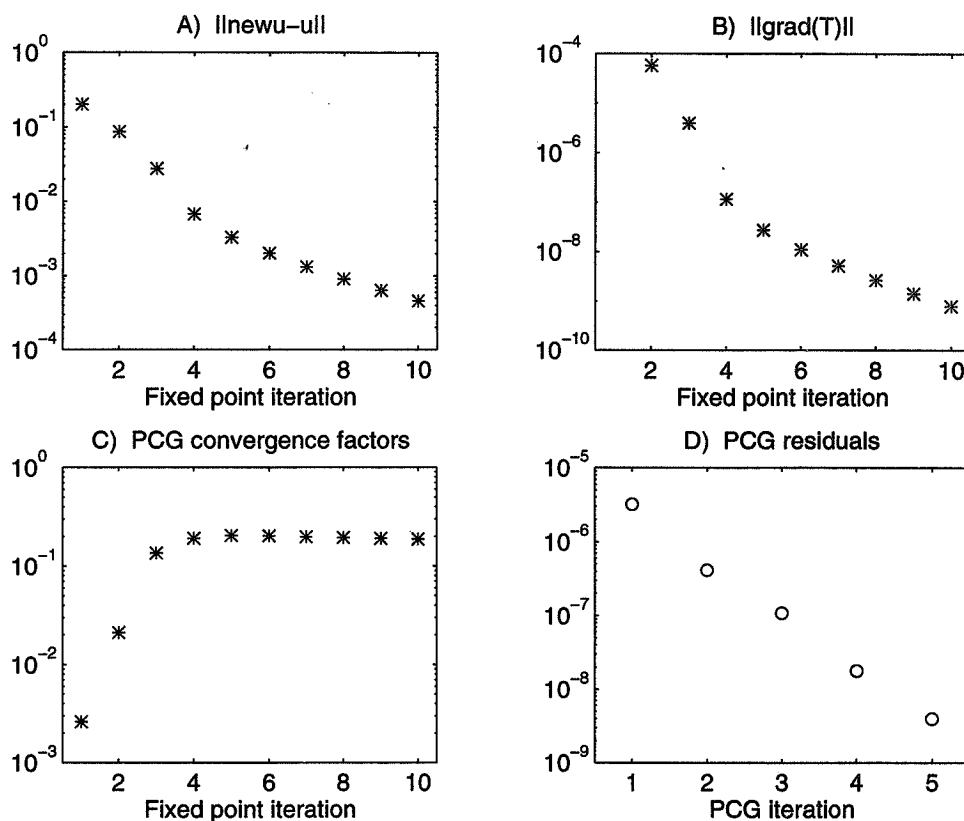 A) ||newu-u||
10^0
10^-1
10^-2
10^-3
10^-4
2 4 6 8 10
Fixed point iteration
B) ||grad(T)||
10^-4
10^-6
10^-8
10^-10
2 4 6 8 10
Fixed point iteration
C) PCG convergence factors
10^0
10^-1
10^-2
10^-3
2 4 6 8 10
Fixed point iteration
D) PCG residuals
10^-5
10^-6
10^-7
10^-8
10^-9
1 2 3 4 5
PCG iteration